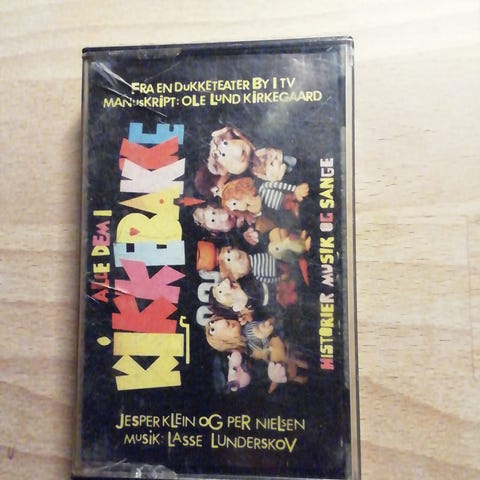 FRA EN DUKKETEATER BY I TV
MANUSKRIPT: OLE LUND KIRKEGAARD
ALLE DEM I
KIKKEBAKKE
HISTORIER MUSIK OG SANGE
JESPER KLEIN OG PER NIELSEN
MUSIK: LASSE LUNDERSKOV